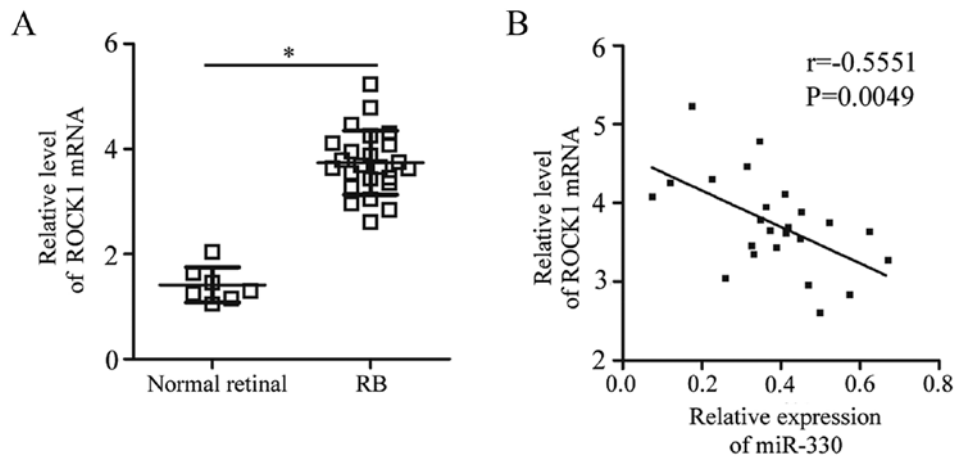 A
Relative level
of ROCK1 mRNA
6
4
2
0
*
Normal retinal
RB
B
Relative level
of ROCK1 mRNA
6
5
4
3
2
r=-0.5551
P=0.0049
0.0
0.2
0.4
0.6
0.8
Relative expression
of miR-330